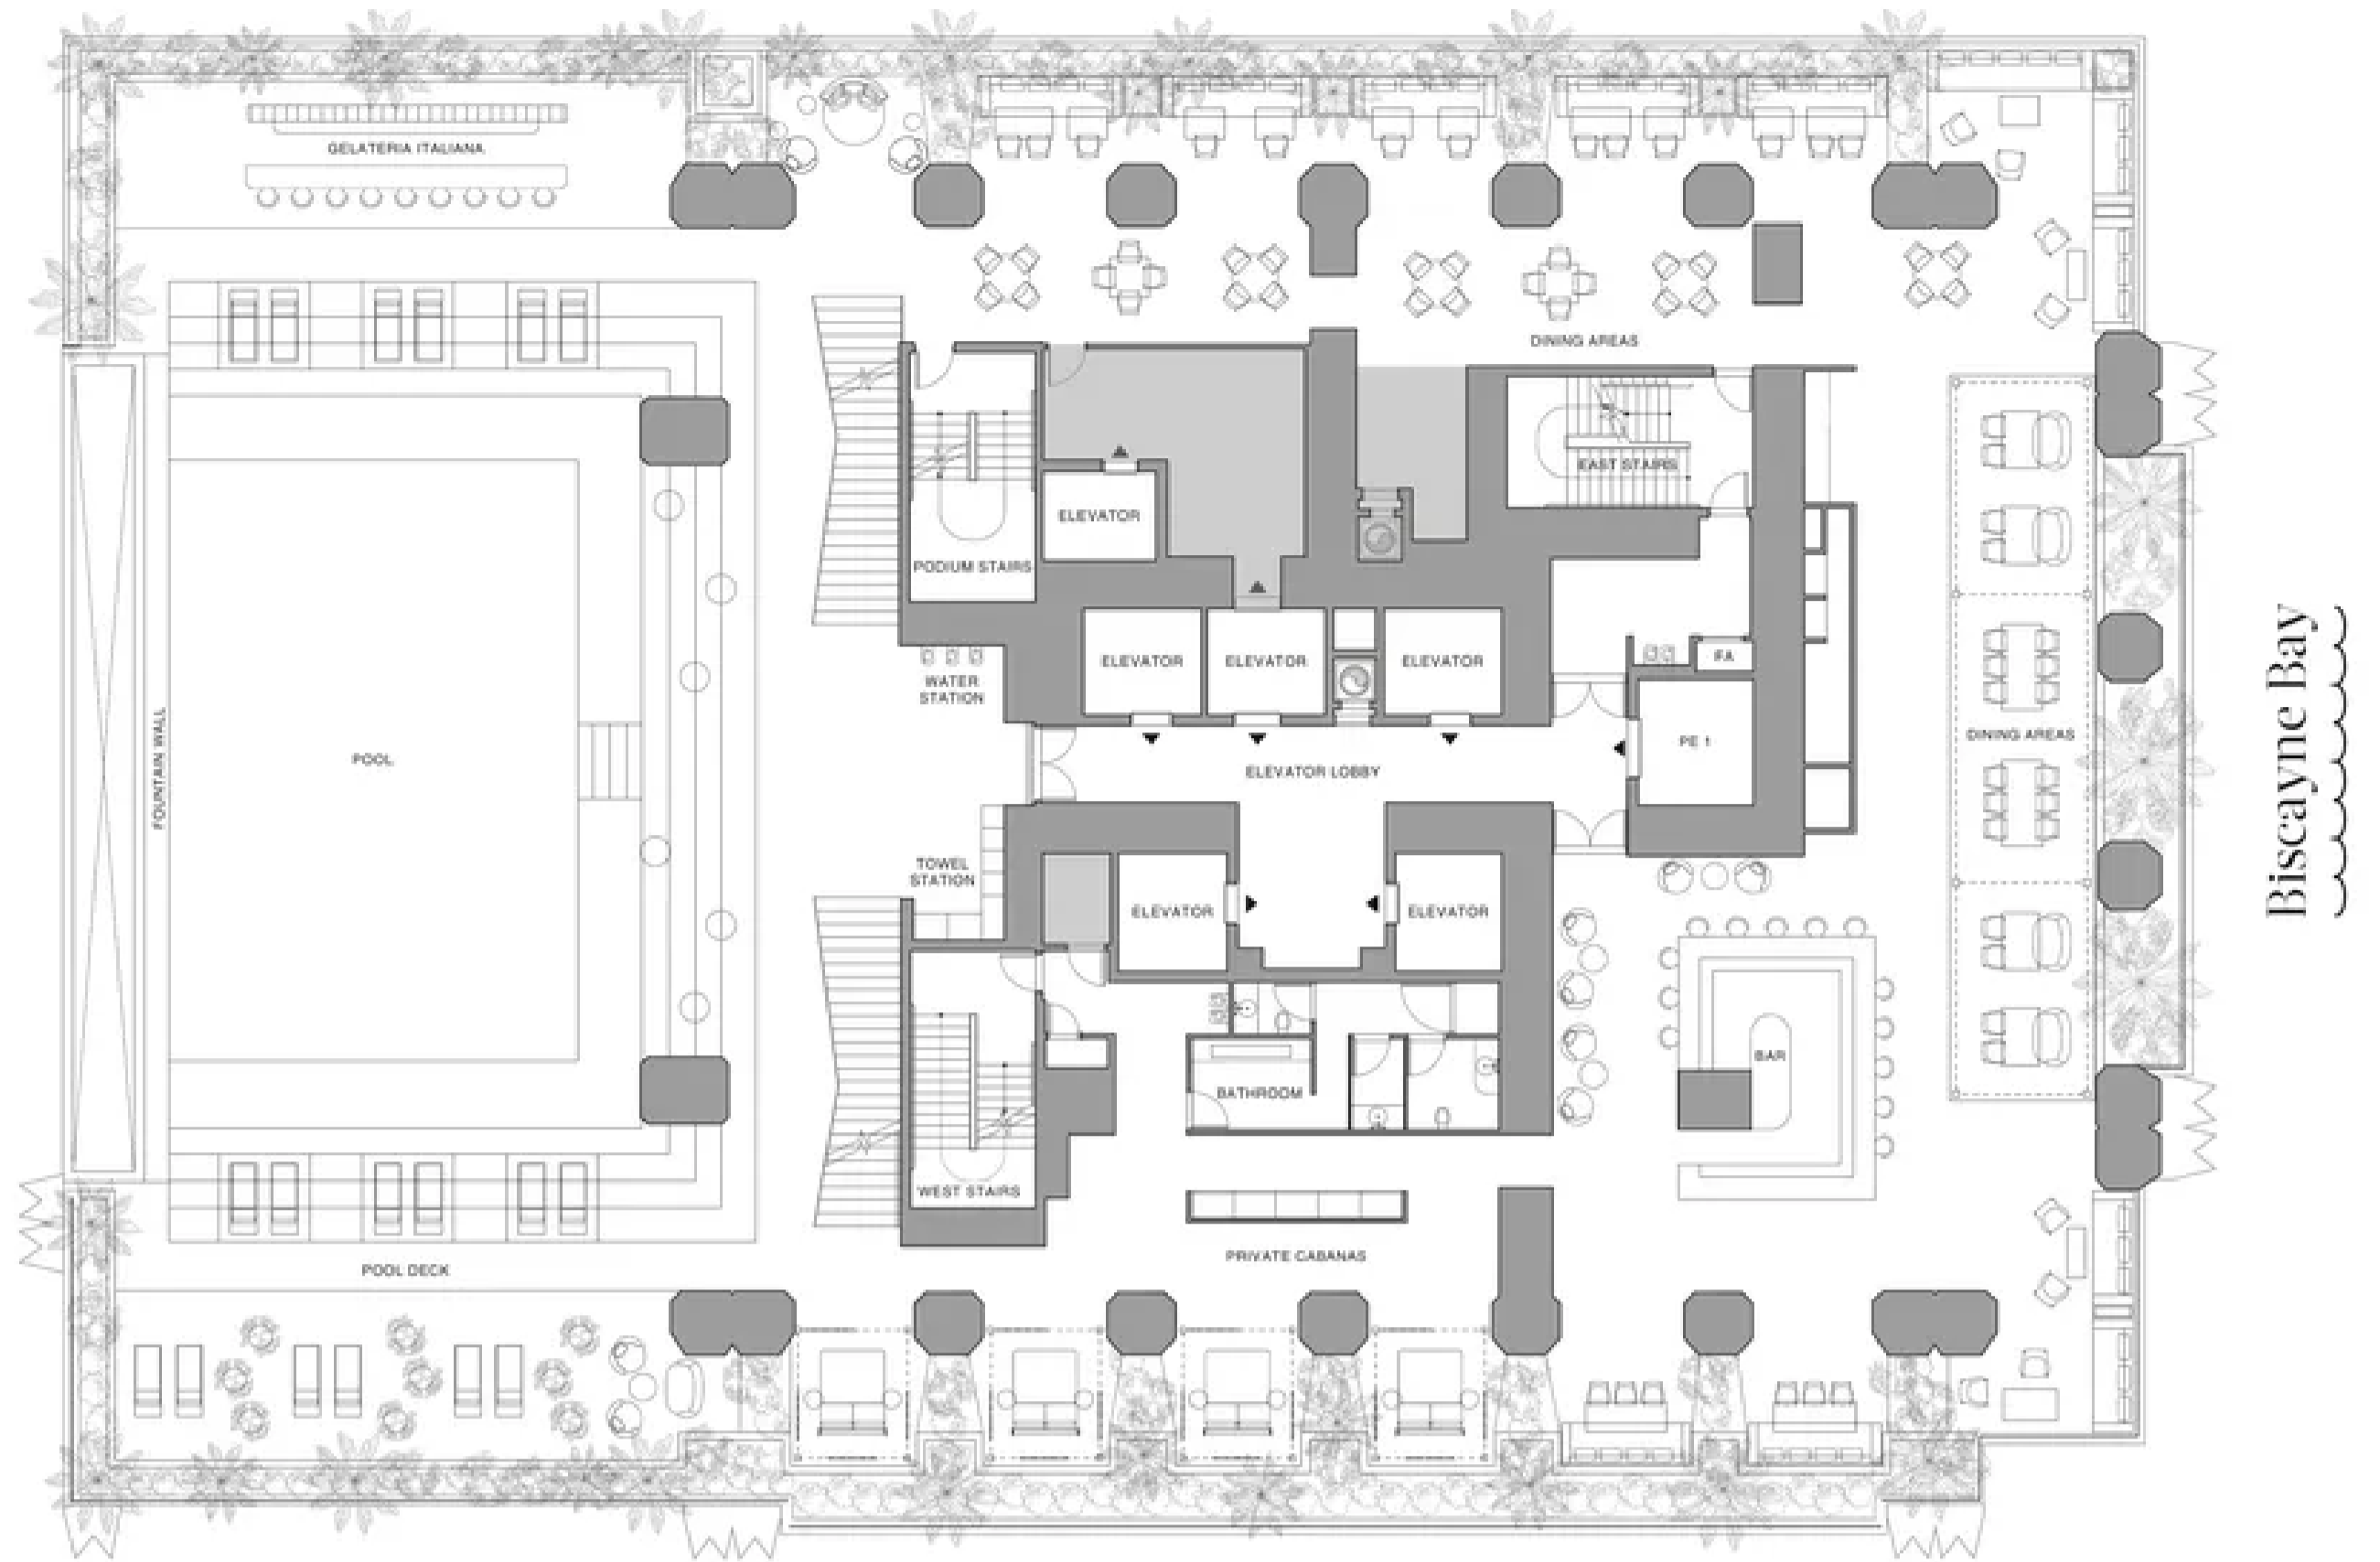 GELATERIA ITALIANA
DINING AREAS
EAST STAIRS
ELEVATOR
PODIUM STAIRS
ELEVATOR
ELEVATOR
ELEVATOR
FA
WATER
STATION
FOUNTAIN WALL
POOL
ELEVATOR LOBBY
PE 1
DINING AREAS
Biscayne Bay
TOWEL
STATION
ELEVATOR
ELEVATOR
BAR
BATHROOM
WEST STAIRS
PRIVATE CABANAS
POOL DECK